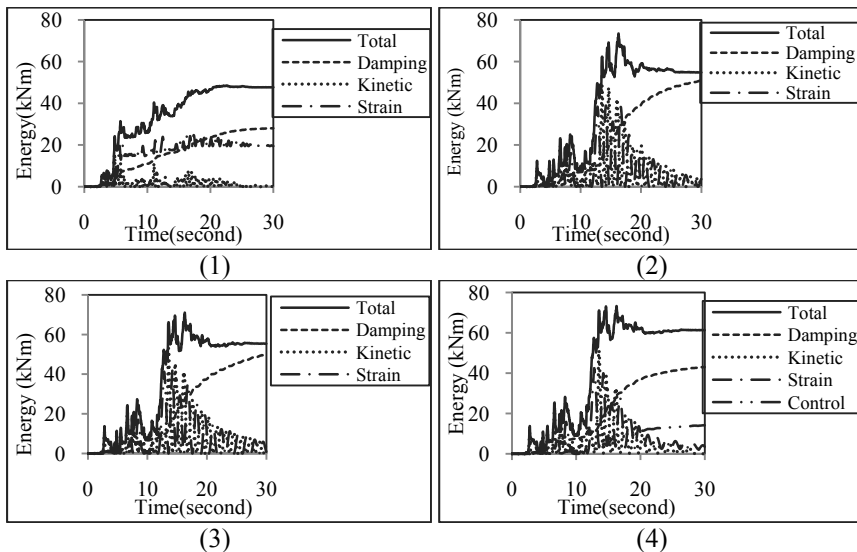 80
60
40
20
0
Energy(kNm)
0 10 20 30
Time(second)
Total
Damping
Kinetic
Strain
(1)
80
60
40
20
0
Energy (kNm)
0 10 20 30
Time(second)
Total
Damping
Kinetic
Strain
(2)
80
60
40
20
0
Energy (kNm)
0 10 20 30
Time(second)
Total
Damping
Kinetic
Strain
(3)
80
60
40
20
0
Energy (kNm)
0 10 20 30
Time(second)
Total
Damping
Kinetic
Strain
Control
(4)